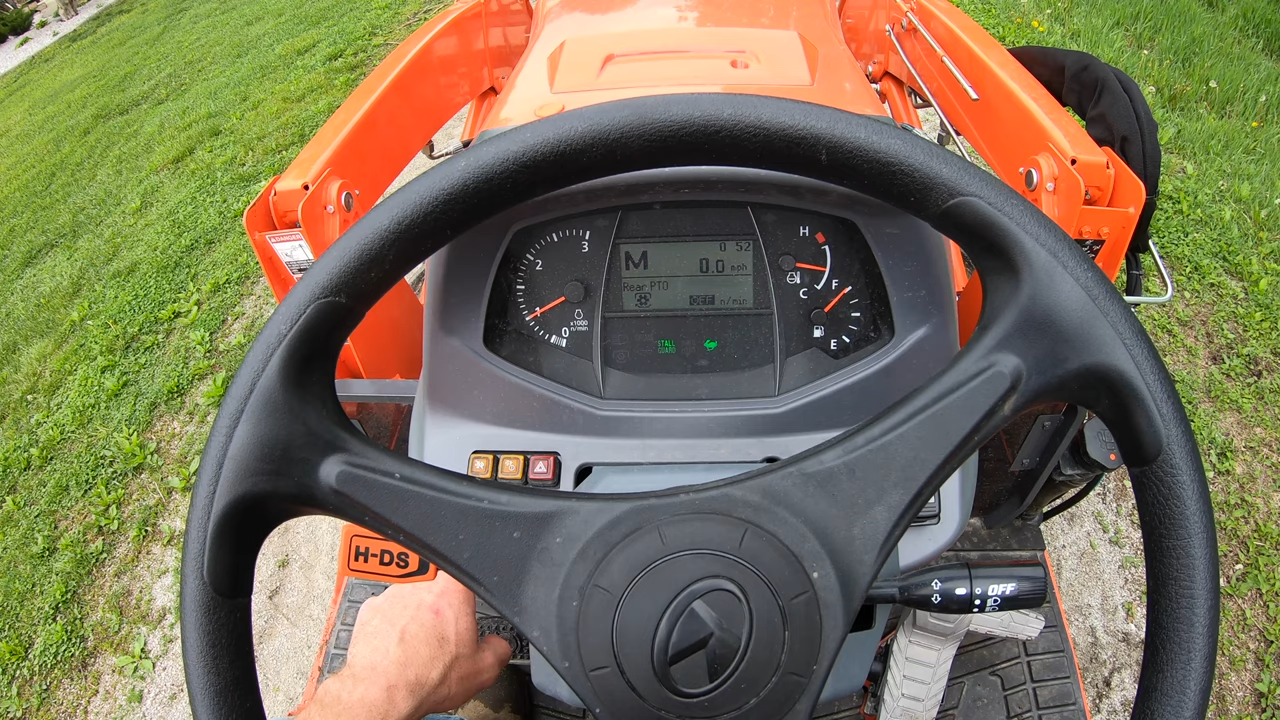 DANGER
3
2
x1000
n/min
0
M
0 52
0.0 mph
Rear PTO
OFF n/min
STALL
GUARD
H
C
F
E
H-DS
OFF